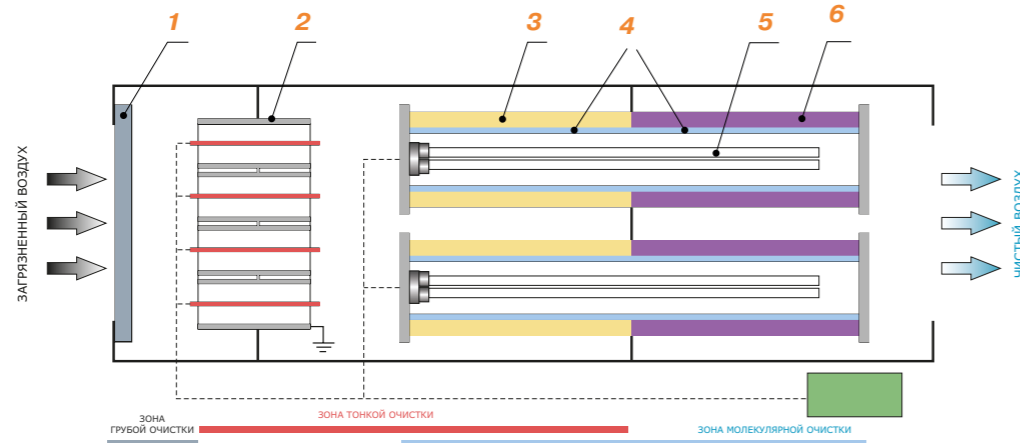 1 2 3 4 5 6
ЗАГРЯЗНЕННЫЙ ВОЗДУХ
ЧИСТЫЙ ВОЗДУХ
ЗОНА
ГРУБОЙ ОЧИСТКИ
ЗОНА ТОНКОЙ ОЧИСТКИ
ЗОНА МОЛЕКУЛЯРНОЙ ОЧИСТКИ